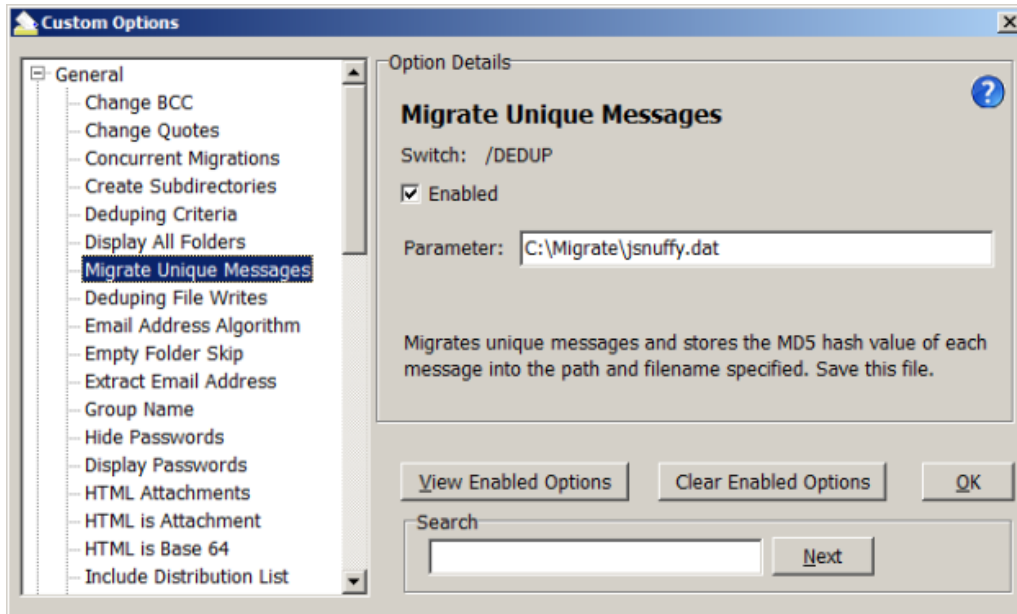 Custom Options
General
Change BCC
Change Quotes
Concurrent Migrations
Create Subdirectories
Deduping Criteria
Display All Folders
Migrate Unique Messages
Deduping File Writes
Email Address Algorithm
Empty Folder Skip
Extract Email Address
Group Name
Hide Passwords
Display Passwords
HTML Attachments
HTML is Attachment
HTML is Base 64
Include Distribution List
Option Details
?
Migrate Unique Messages
Switch: /DEDUP
Enabled
Parameter: C:\Migrate\jsnuffy.dat
Migrates unique messages and stores the MD5 hash value of each
message into the path and filename specified. Save this file.
View Enabled Options Clear Enabled Options OK
Search
Next